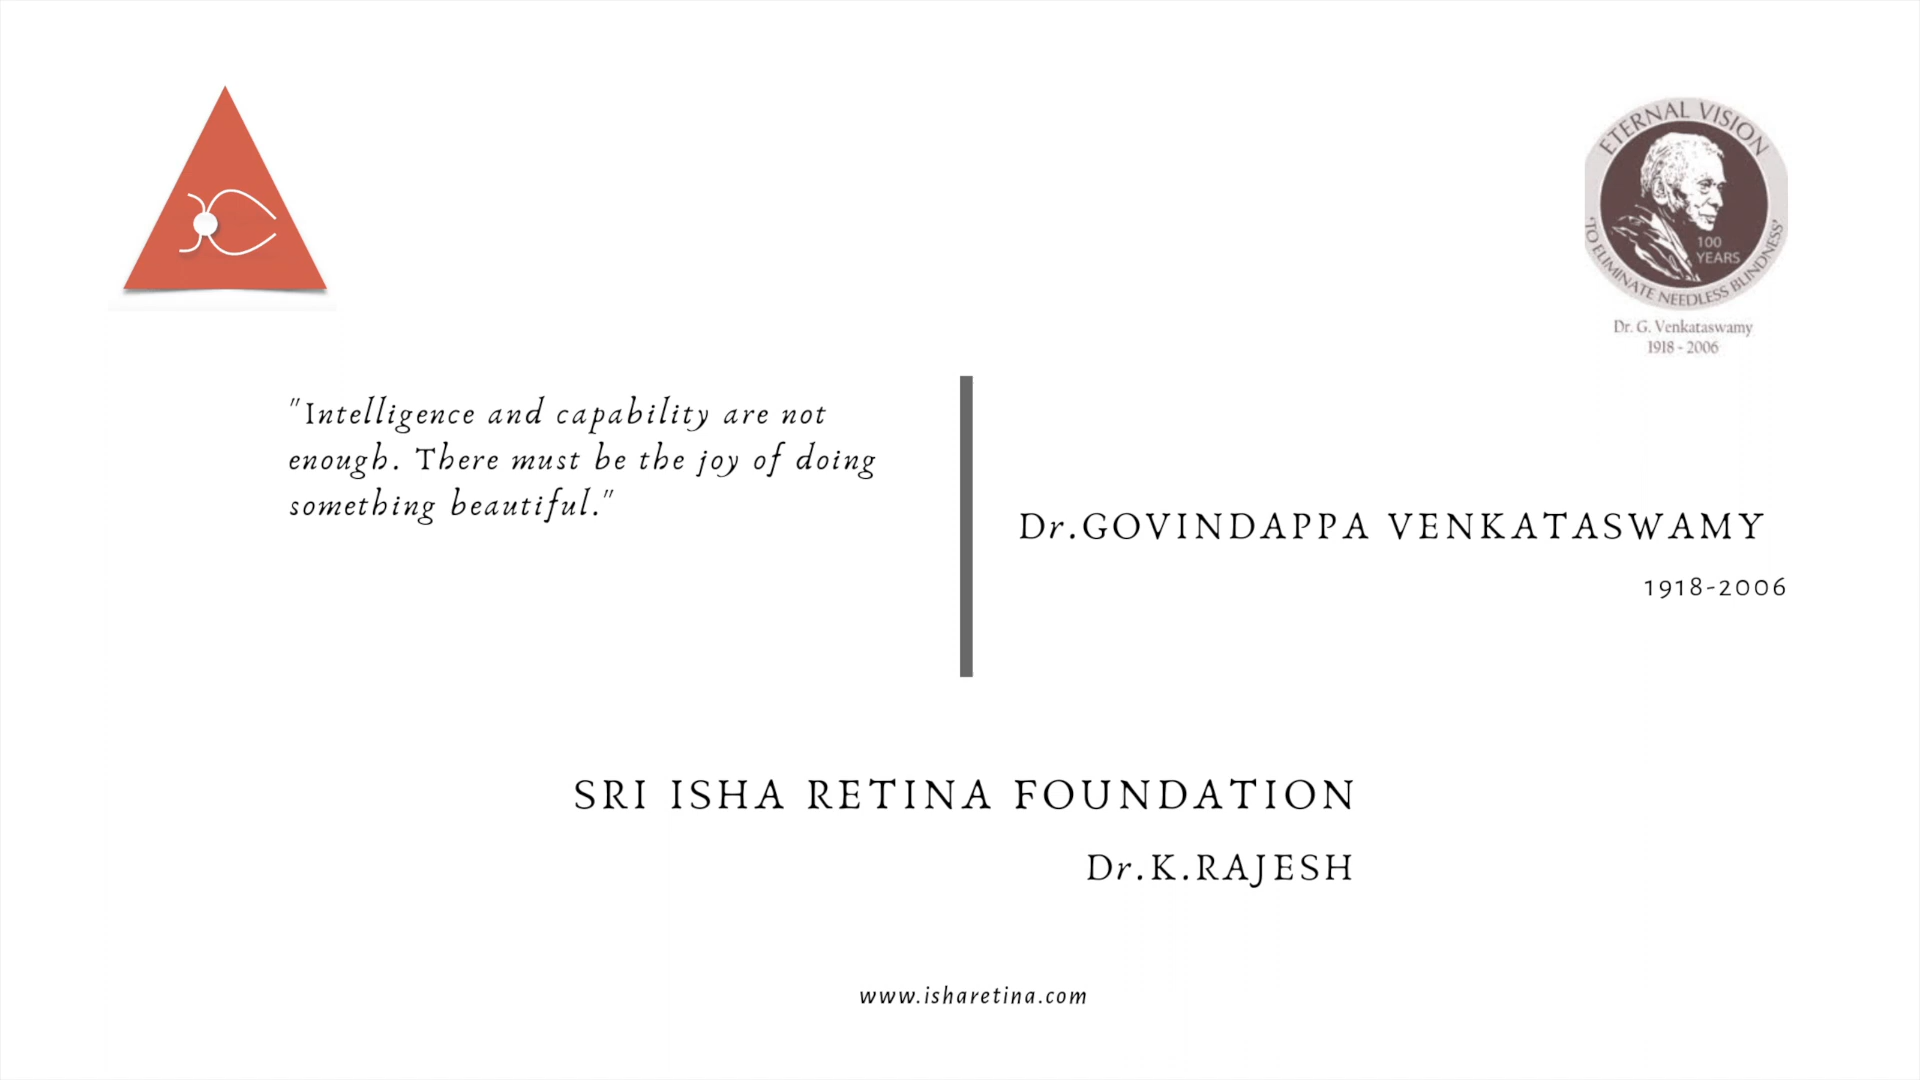 ETERNAL VISION
100
YEARS
'TO ELIMINATE NEEDLESS BLINDNESS'
Dr. G. Venkataswamy
1918 - 2006
"Intelligence and capability are not
enough. There must be the joy of doing
something beautiful."
Dr.GOVINDAPPA VENKATASWAMY
1918-2006
SRI ISHA RETINA FOUNDATION
Dr.K.RAJESH
www.isharetina.com